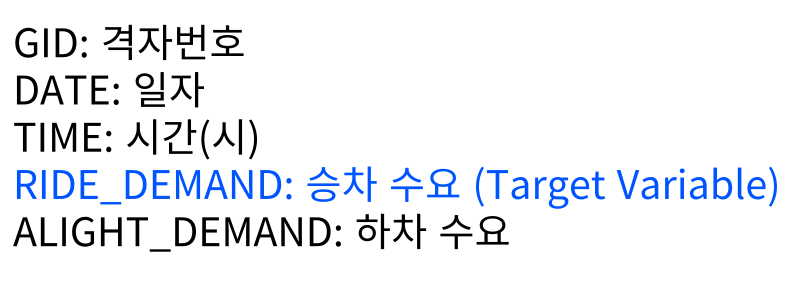 GID: 격자번호
DATE: 일자
TIME: 시간(시)
RIDE_DEMAND: 승차 수요 (Target Variable)
ALIGHT_DEMAND: 하차 수요